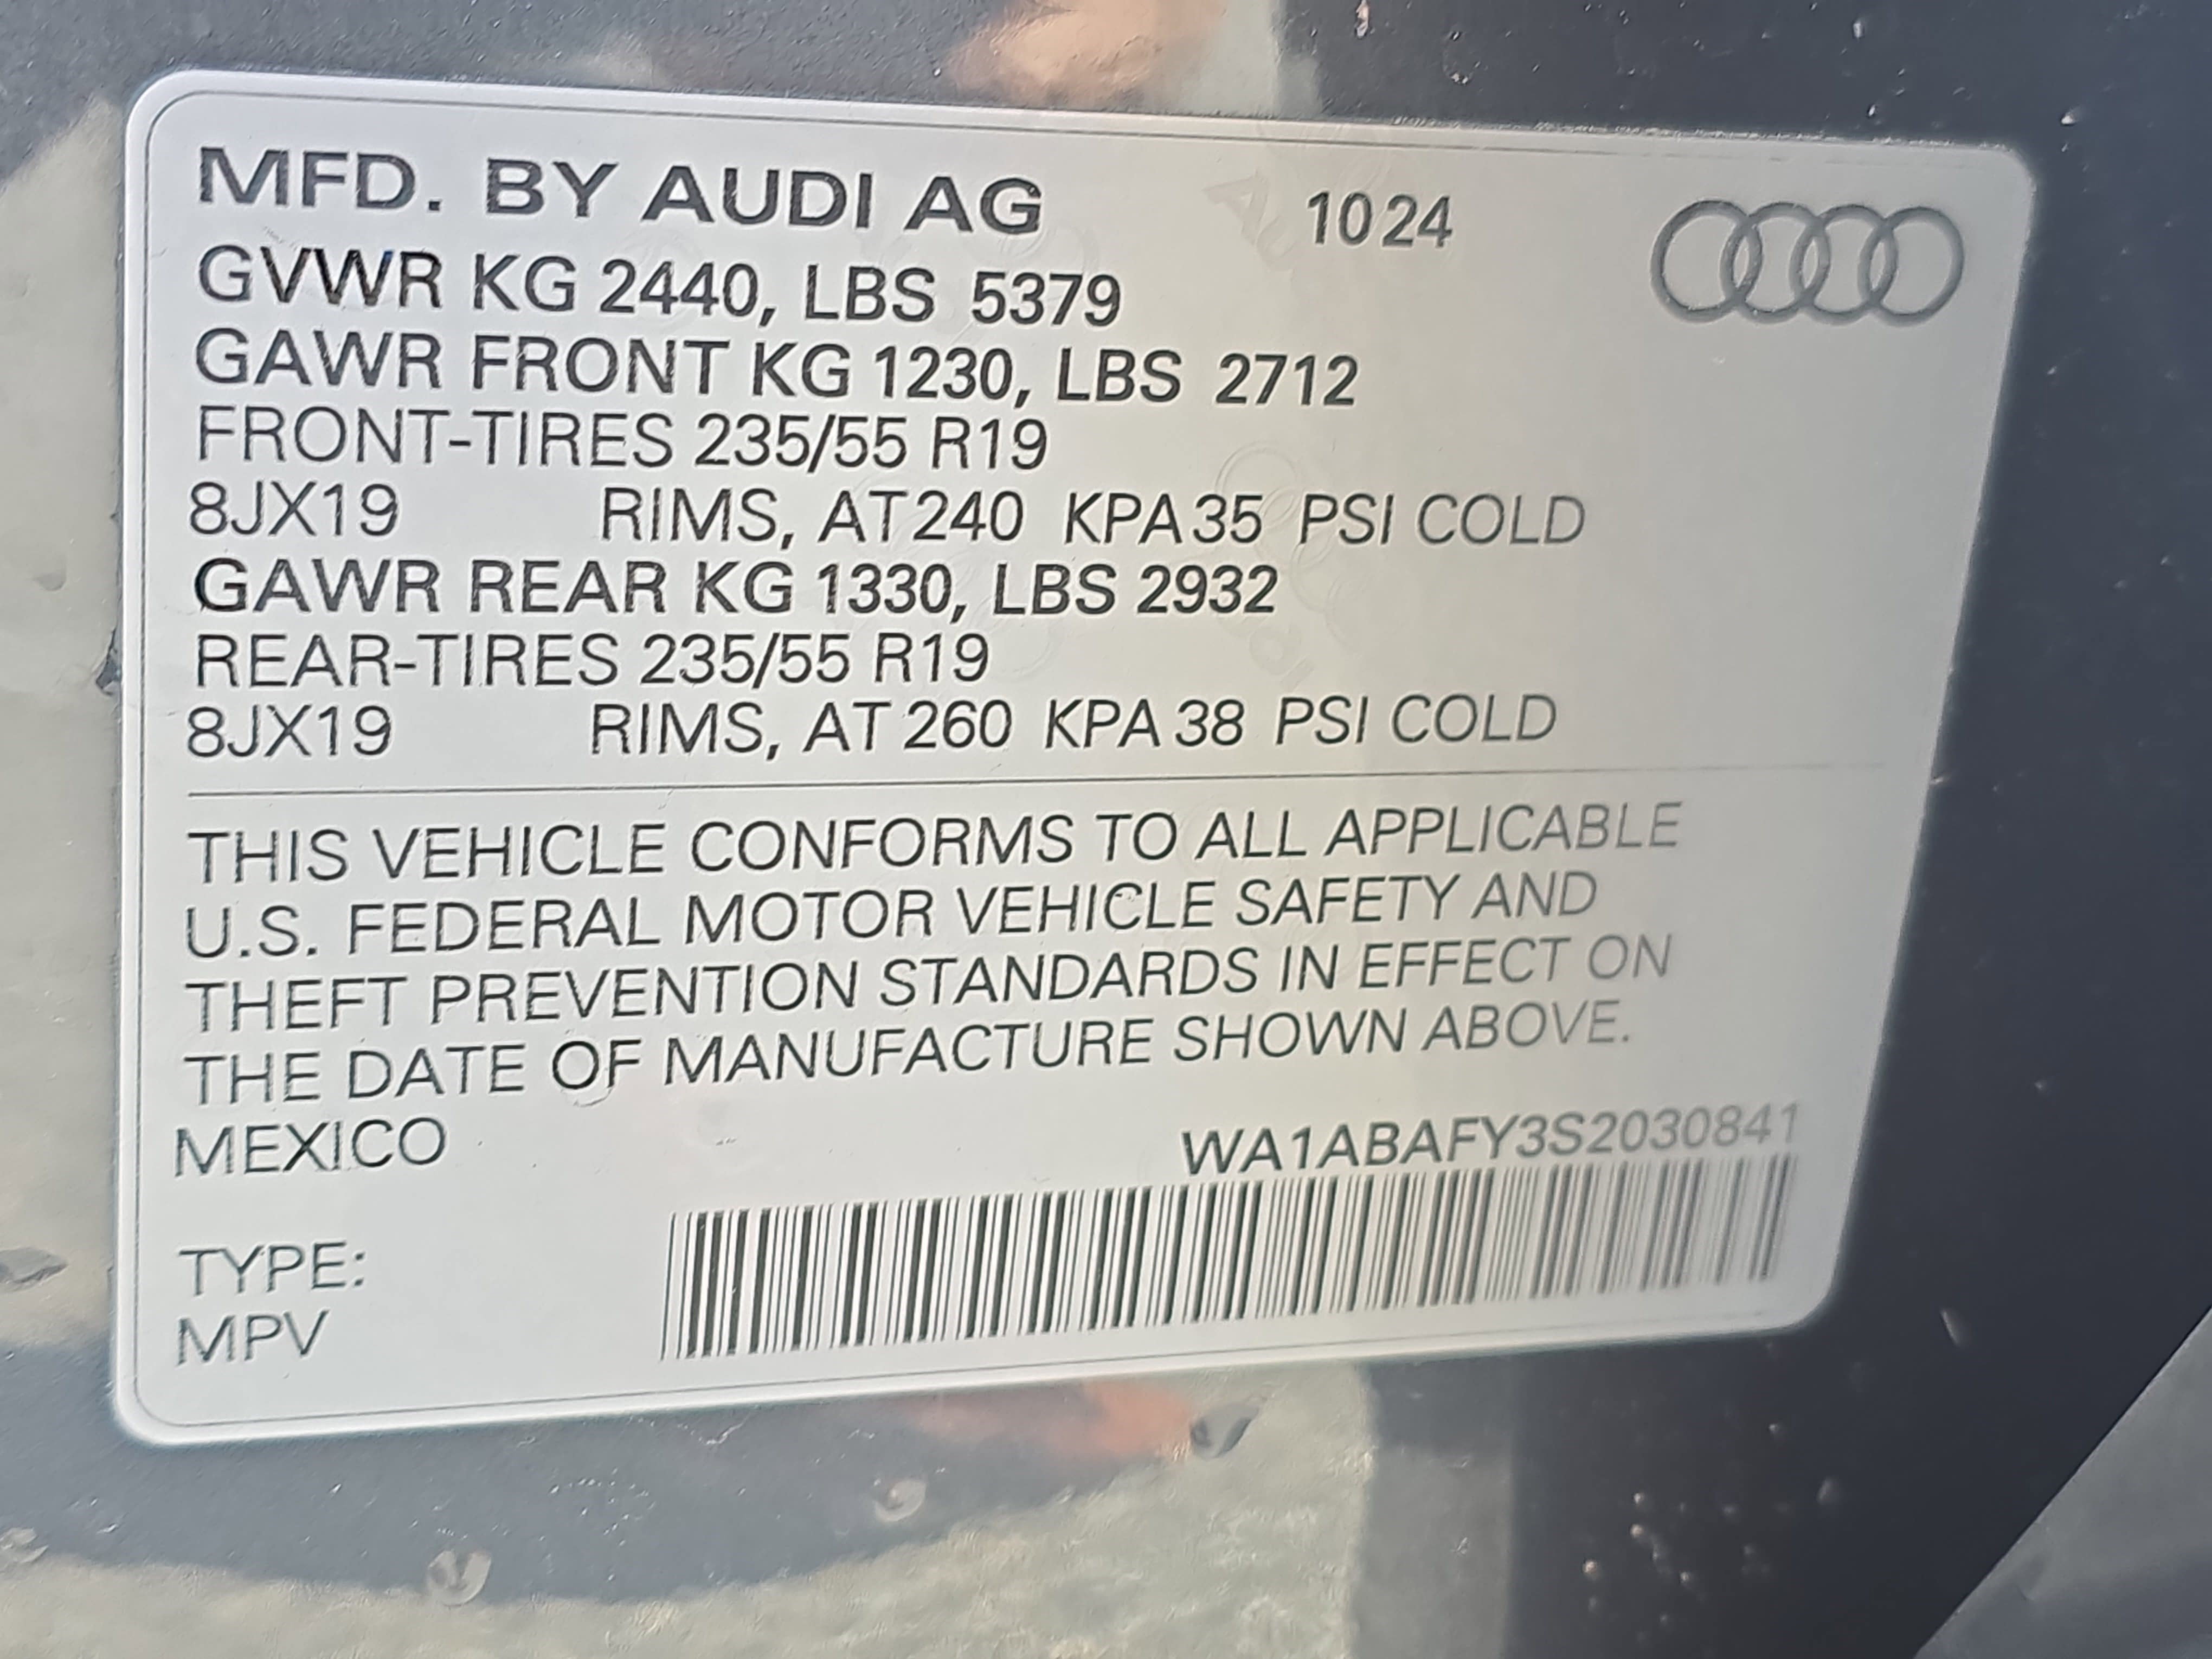 MFD. BY AUDI AG 10 24
GVWR KG 2440, LBS 5379
GAWR FRONT KG 1230, LBS 2712
FRONT-TIRES 235/55 R19
8JX19 RIMS, AT 240 KPA 35 PSI COLD
GAWR REAR KG 1330, LBS 2932
REAR-TIRES 235/55 R19
8JX19 RIMS, AT 260 KPA 38 PSI COLD
THIS VEHICLE CONFORMS TO ALL APPLICABLE
U.S. FEDERAL MOTOR VEHICLE SAFETY AND
THEFT PREVENTION STANDARDS IN EFFECT ON
THE DATE OF MANUFACTURE SHOWN ABOVE.
MEXICO WA1ABAFY3S2030841
TYPE:
MPV